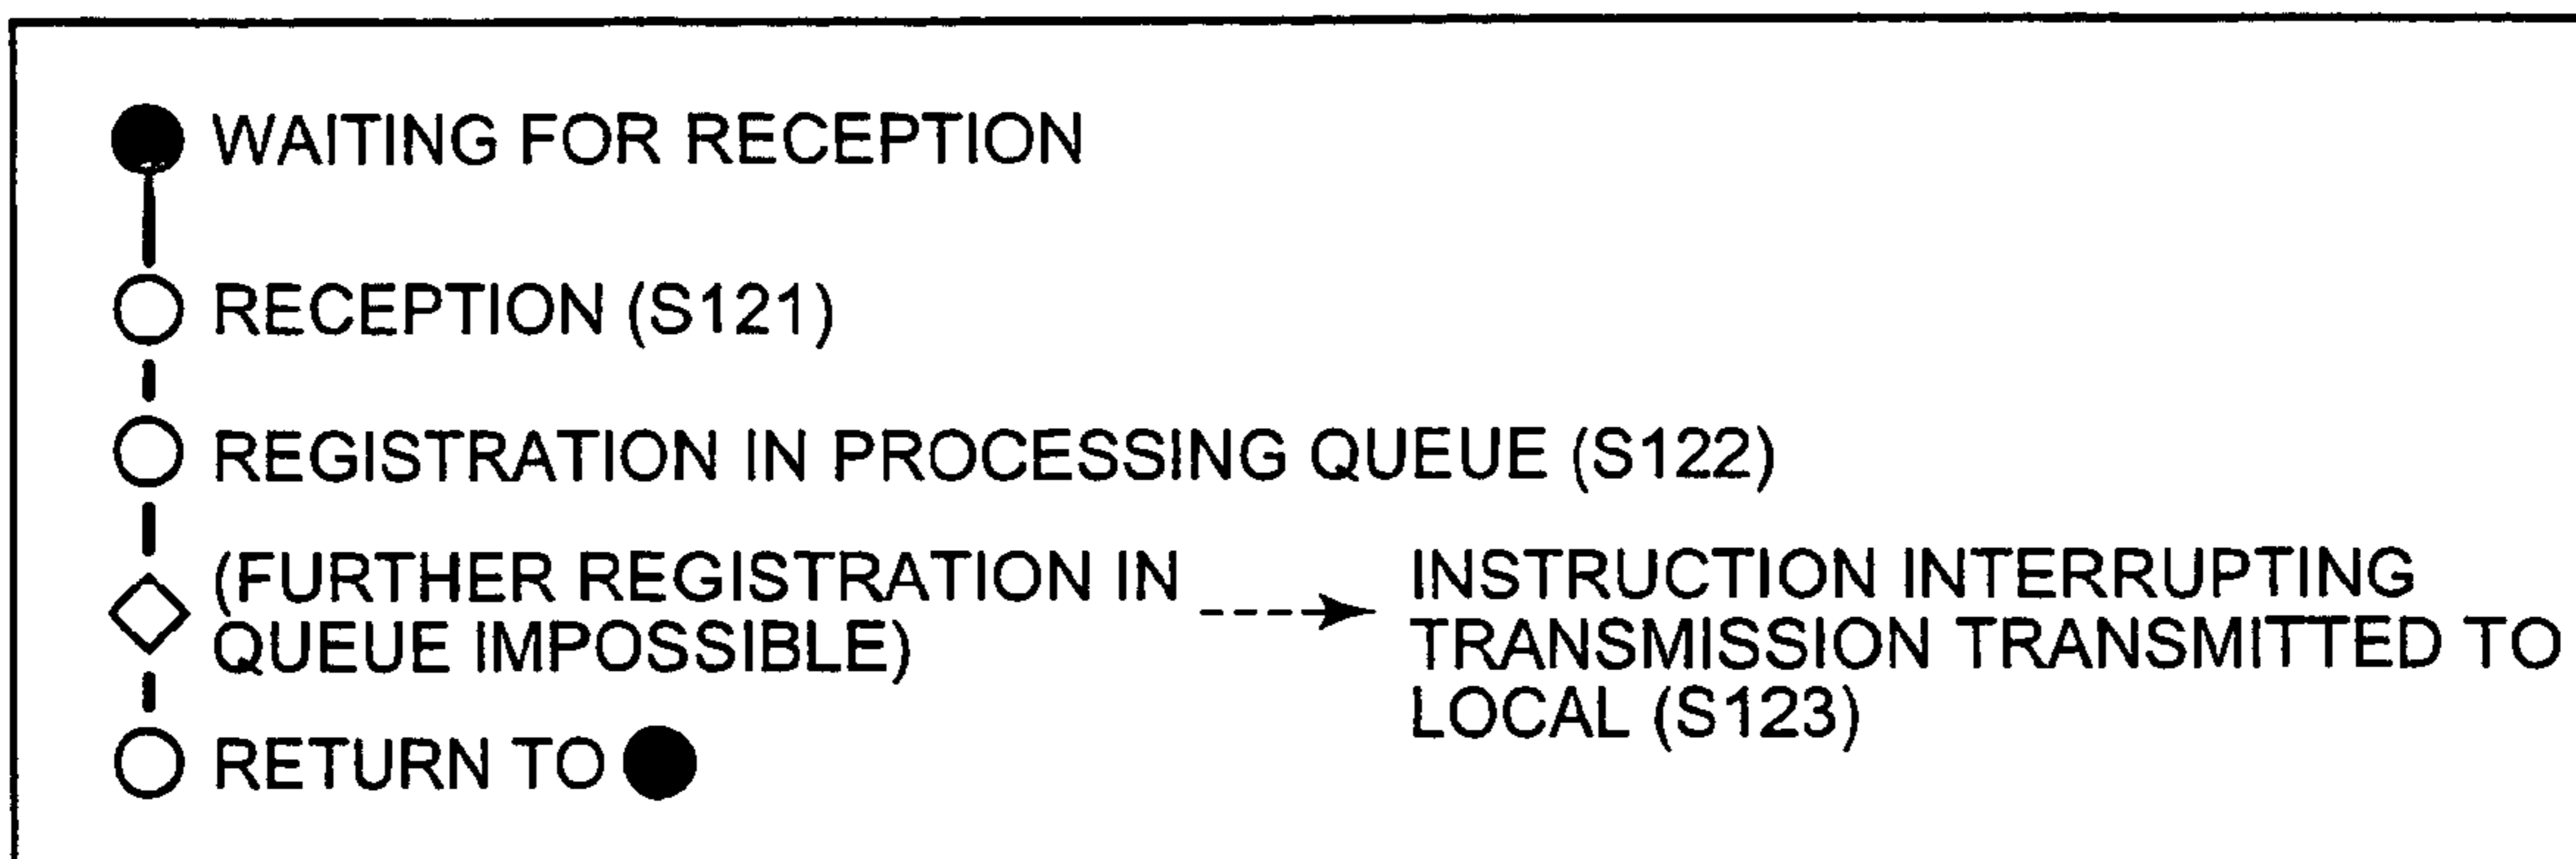 WAITING FOR RECEPTION
RECEPTION (S121)
REGISTRATION IN PROCESSING QUEUE (S122)
(FURTHER REGISTRATION IN
QUEUE IMPOSSIBLE)
INSTRUCTION INTERRUPTING
TRANSMISSION TRANSMITTED TO
LOCAL (S123)
RETURN TO